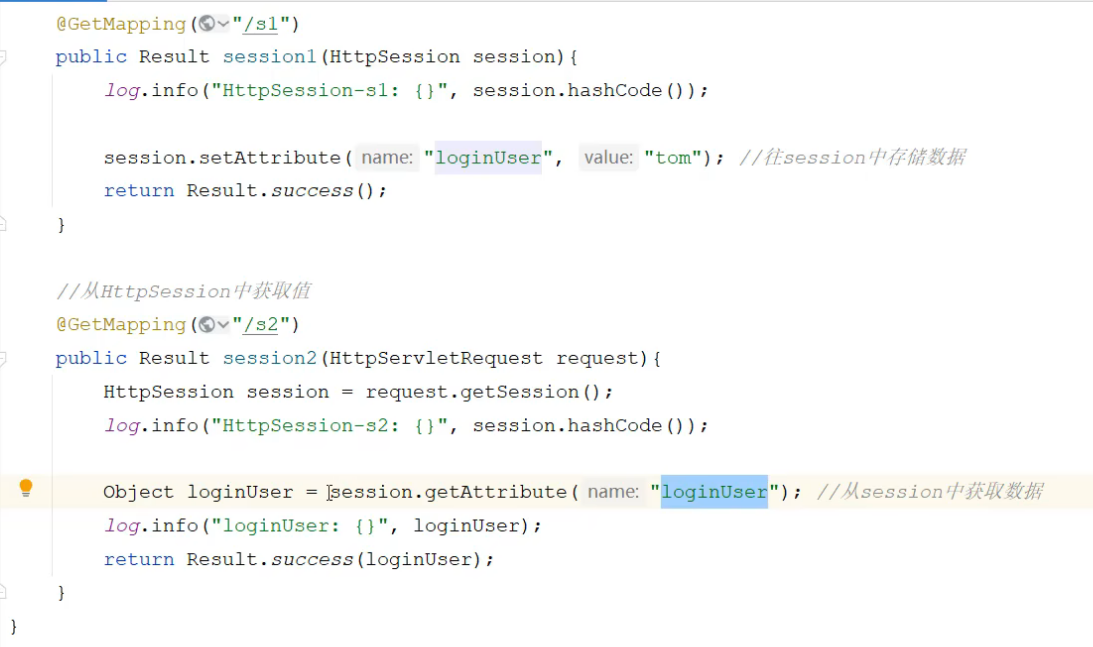 @GetMapping("/s1")
public Result session1(HttpSession session){
log.info("HttpSession-s1: {}", session.hashCode());
session.setAttribute( name: "loginUser", value: "tom"); //往session中存储数据
return Result.success();
}
//从HttpSession中获取值
@GetMapping("/s2")
public Result session2(HttpServletRequest request){
HttpSession session = request.getSession();
log.info("HttpSession-s2: {}", session.hashCode());
Object loginUser = session.getAttribute( name: "loginUser"); //从session中获取数据
log.info("loginUser: {}", loginUser);
return Result.success(loginUser);
}
}